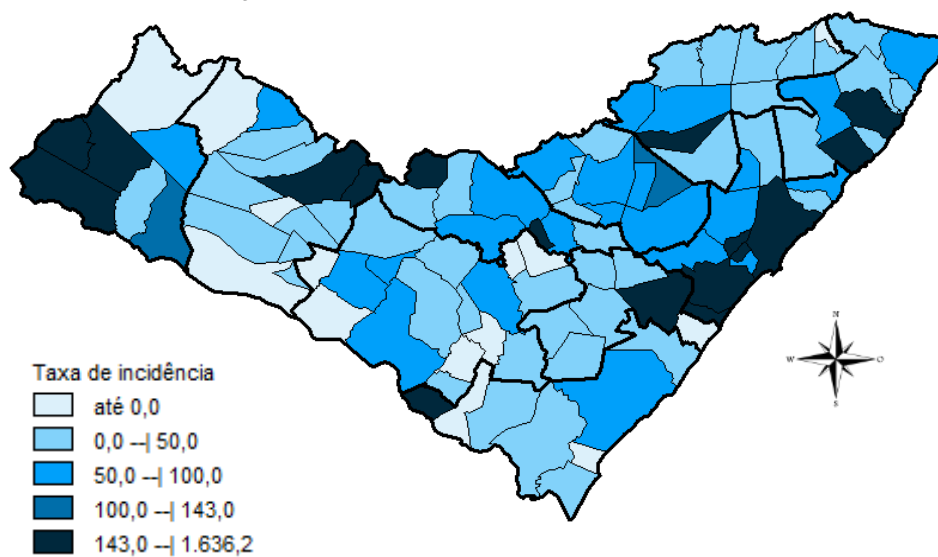 N
W
O
S
Taxa de incidência
até 0,0
0,0 --| 50,0
50,0 --| 100,0
100,0 --| 143,0
143,0 --| 1.636,2